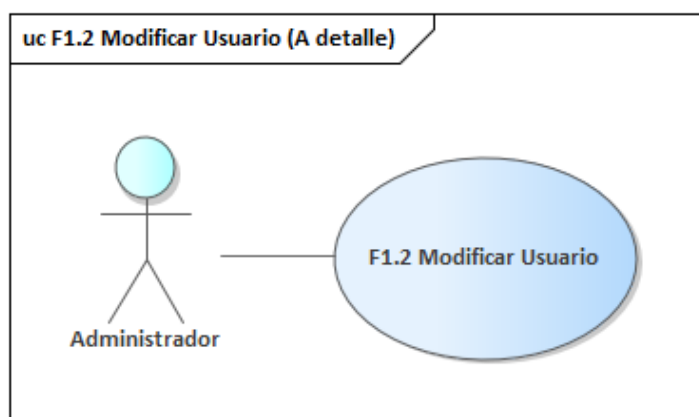 uc F1.2 Modificar Usuario (A detalle)
F1.2 Modificar Usuario
Administrador